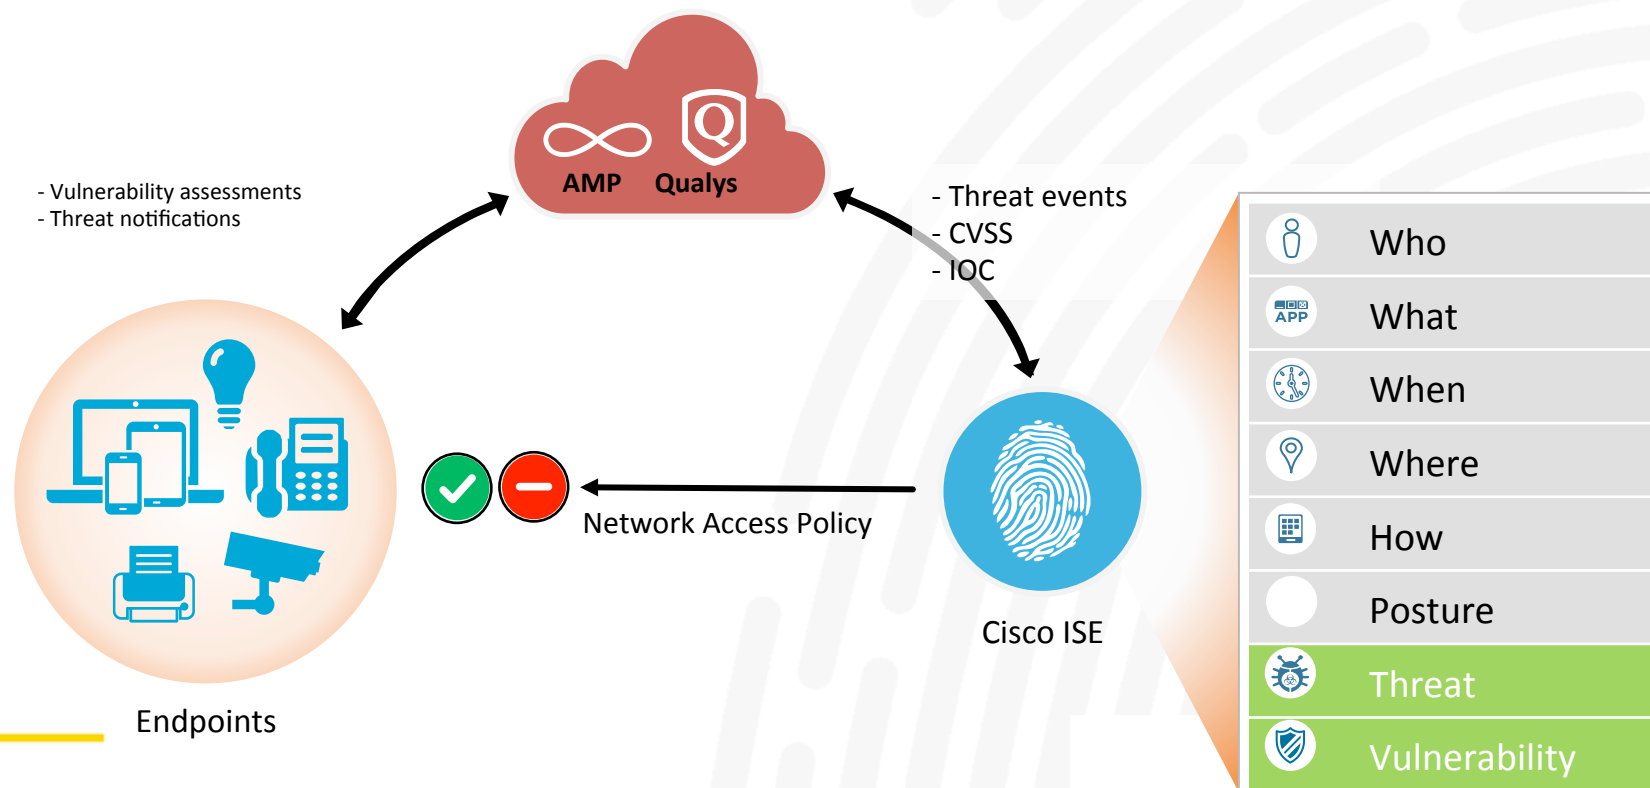 Q
AMP Qualys
- Vulnerability assessments
- Threat notifications
- Threat events
- CVSS
- IOC
Network Access Policy
Cisco ISE
Endpoints
Who
APP
What
When
Where
How
Posture
Threat
Vulnerability